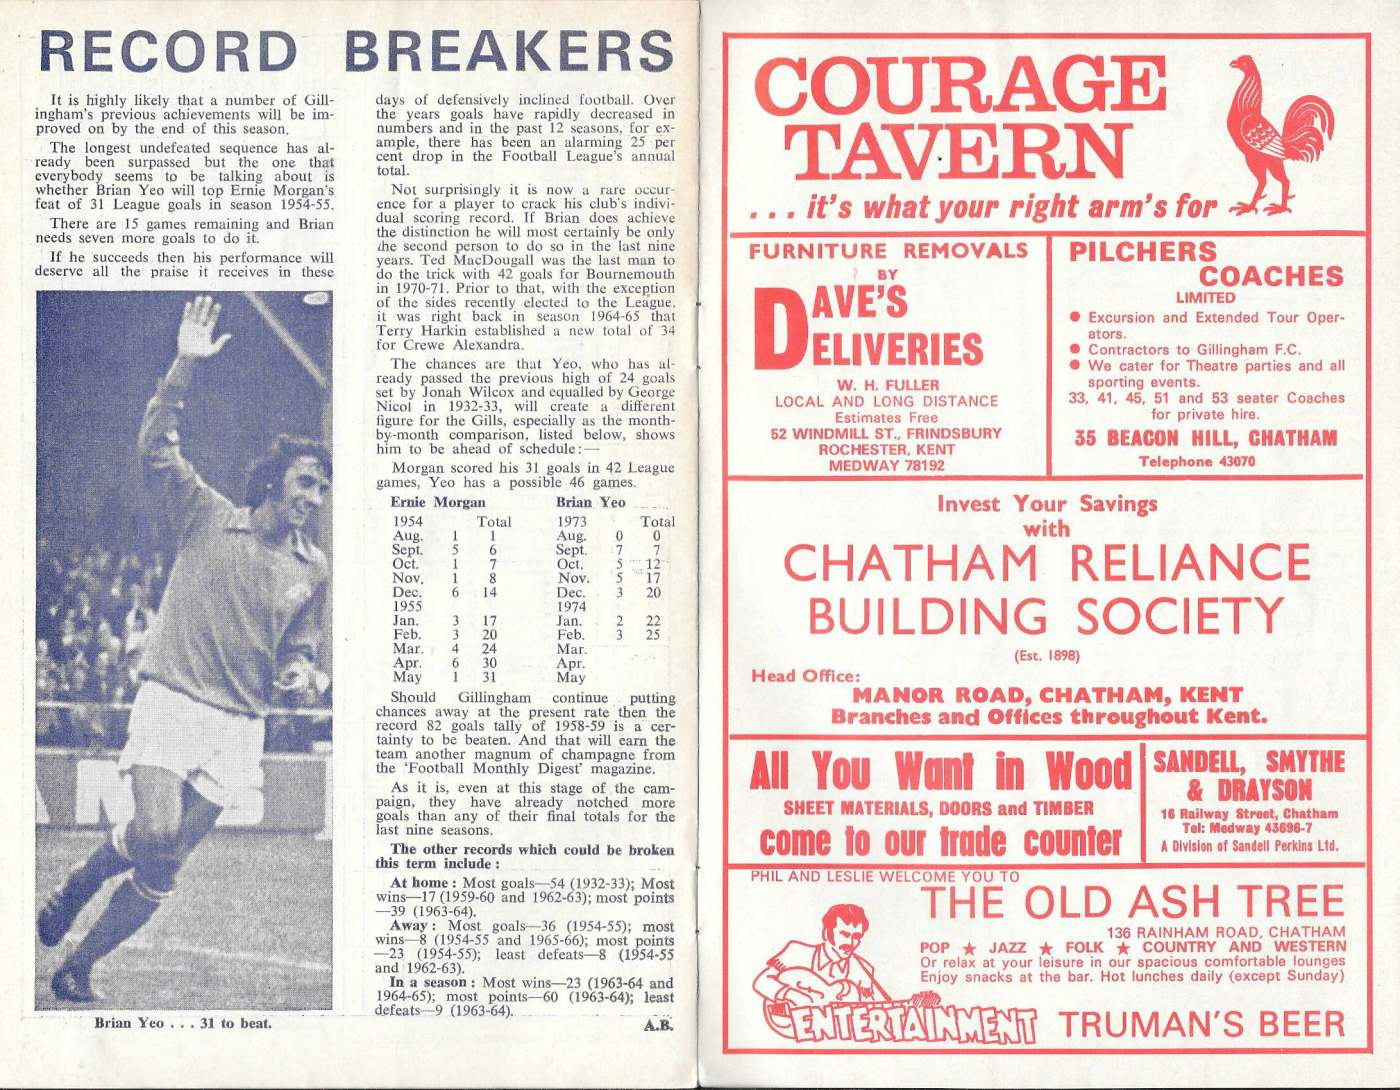 RECORD BREAKERS
It is highly likely that a number of Gill-
ingham's previous achievements will be im-
proved on by the end of this season.
The longest undefeated sequence has al-
ready been surpassed but the one that
everybody seems to be talking about is
whether Brian Yeo will top Ernie Morgan's
feat of 31 League goals in season 1954-55.
There are 15 games remaining and Brian
needs seven more goals to do it.
If he succeeds then his performance will
deserve all the praise it receives in these
Brian Yeo . . . 31 to beat.
days of defensively inclined football. Over
the years goals have rapidly decreased in
numbers and in the past 12 seasons, for ex-
ample, there has been an alarming 25 per
cent drop in the Football League's annual
total.
Not surprisingly it is now a rare occur-
ence for a player to crack his club's indivi-
dual scoring record. If Brian does achieve
the distinction he will most certainly be only
the second person to do so in the last nine
years. Ted MacDougall was the last man to
do the trick with 42 goals for Bournemouth
in 1970-71. Prior to that, with the exception
of the sides recently elected to the League,
it was right back in season 1964-65 that
Terry Harkin established a new total of 34
for Crewe Alexandra.
The chances are that Yeo, who has al-
ready passed the previous high of 24 goals
set by Jonah Wilcox and equalled by George
Nicol in 1932-33, will create a different
figure for the Gills, especially as the month-
by-month comparison, listed below, shows
him to be ahead of schedule:—
Morgan scored his 31 goals in 42 League
games, Yeo has a possible 46 games.
Ernie Morgan Brian Yeo
1954 Total 1973 Total
Aug. 1 1 Aug. 0 0
Sept. 5 6 Sept. 7 7
Oct. 1 7 Oct. 5 12
Nov. 1 8 Nov. 5 17
Dec. 6 14 Dec. 3 20
1955 1974
Jan. 3 17 Jan. 2 22
Feb. 3 20 Feb. 3 25
Mar. 4 24 Mar.
Apr. 6 30 Apr.
May 1 31 May
Should Gillingham continue putting
chances away at the present rate then the
record 82 goals tally of 1958-59 is a cer-
tainty to be beaten. And that will earn the
team another magnum of champagne from
the 'Football Monthly Digest' magazine.
As it is, even at this stage of the cam-
paign, they have already notched more
goals than any of their final totals for the
last nine seasons.
The other records which could be broken
this term include :
At home : Most goals—54 (1932-33); Most
wins—17 (1959-60 and 1962-63); most points
—39 (1963-64).
Away : Most goals—36 (1954-55); most
wins—8 (1954-55 and 1965-66); most points
—23 (1954-55); least defeats—8 (1954-55
and 1962-63).
In a season : Most wins—23 (1963-64 and
1964-65); most points—60 (1963-64); least
defeats—9 (1963-64).
A.B.
COURAGE
TAVERN
. . . it's what your right arm's for
FURNITURE REMOVALS
BY
DAVE'S
DELIVERIES
W. H. FULLER
LOCAL AND LONG DISTANCE
Estimates Free
52 WINDMILL ST., FRINDSBURY
ROCHESTER, KENT
MEDWAY 78192
PILCHERS
COACHES
LIMITED
● Excursion and Extended Tour Oper-
ators.
● Contractors to Gillingham F.C.
● We cater for Theatre parties and all
sporting events.
33, 41, 45, 51 and 53 seater Coaches
for private hire.
35 BEACON HILL, CHATHAM
Telephone 43070
Invest Your Savings
with
CHATHAM RELIANCE
BUILDING SOCIETY
(Est. 1898)
Head Office:
MANOR ROAD, CHATHAM, KENT
Branches and Offices throughout Kent.
All You Want in Wood
SHEET MATERIALS, DOORS and TIMBER
come to our trade counter
SANDELL, SMYTHE
& DRAYSON
16 Railway Street, Chatham
Tel: Medway 43696-7
A Division of Sandell Perkins Ltd.
PHIL AND LESLIE WELCOME YOU TO
THE OLD ASH TREE
136 RAINHAM ROAD, CHATHAM
POP ★ JAZZ ★ FOLK ★ COUNTRY AND WESTERN
Or relax at your leisure in our spacious comfortable lounges
Enjoy snacks at the bar. Hot lunches daily (except Sunday)
ENTERTAINMENT
TRUMAN'S BEER